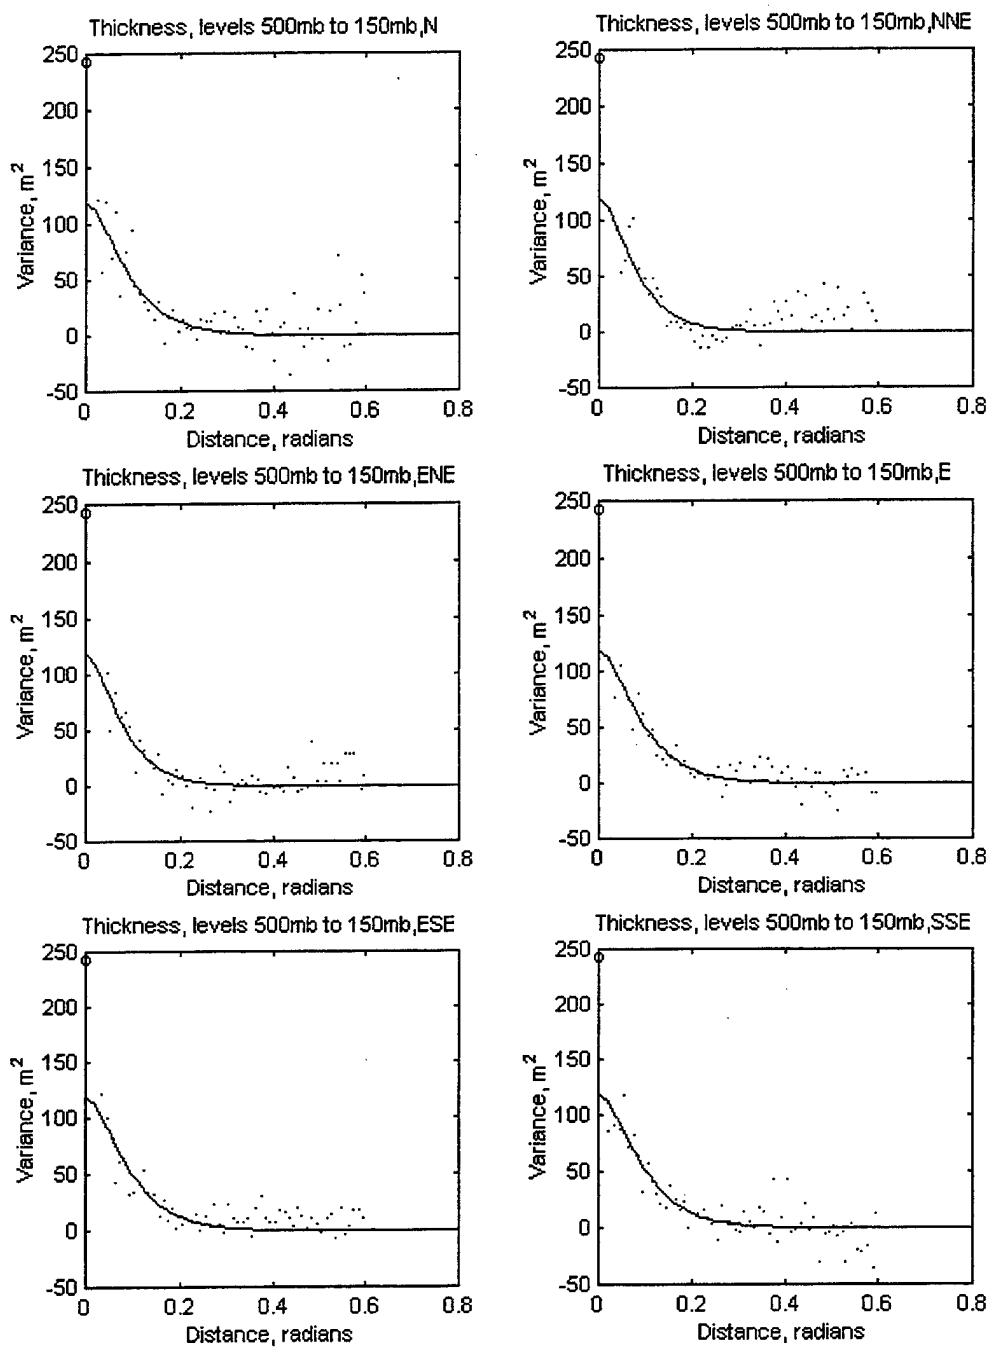 Thickness, levels 500mb to 150mb,N
250
200
150
100
50
0
-50
Variance, m²
0 0.2 0.4 0.6 0.8
Distance, radians
Thickness, levels 500mb to 150mb,NNE
250
200
150
100
50
0
-50
Variance, m²
0 0.2 0.4 0.6 0.8
Distance, radians
Thickness, levels 500mb to 150mb,ENE
250
200
150
100
50
0
-50
Variance, m²
0 0.2 0.4 0.6 0.8
Distance, radians
Thickness, levels 500mb to 150mb,E
250
200
150
100
50
0
-50
Variance, m²
0 0.2 0.4 0.6 0.8
Distance, radians
Thickness, levels 500mb to 150mb,ESE
250
200
150
100
50
0
-50
Variance, m²
0 0.2 0.4 0.6 0.8
Distance, radians
Thickness, levels 500mb to 150mb,SSE
250
200
150
100
50
0
-50
Variance, m²
0 0.2 0.4 0.6 0.8
Distance, radians